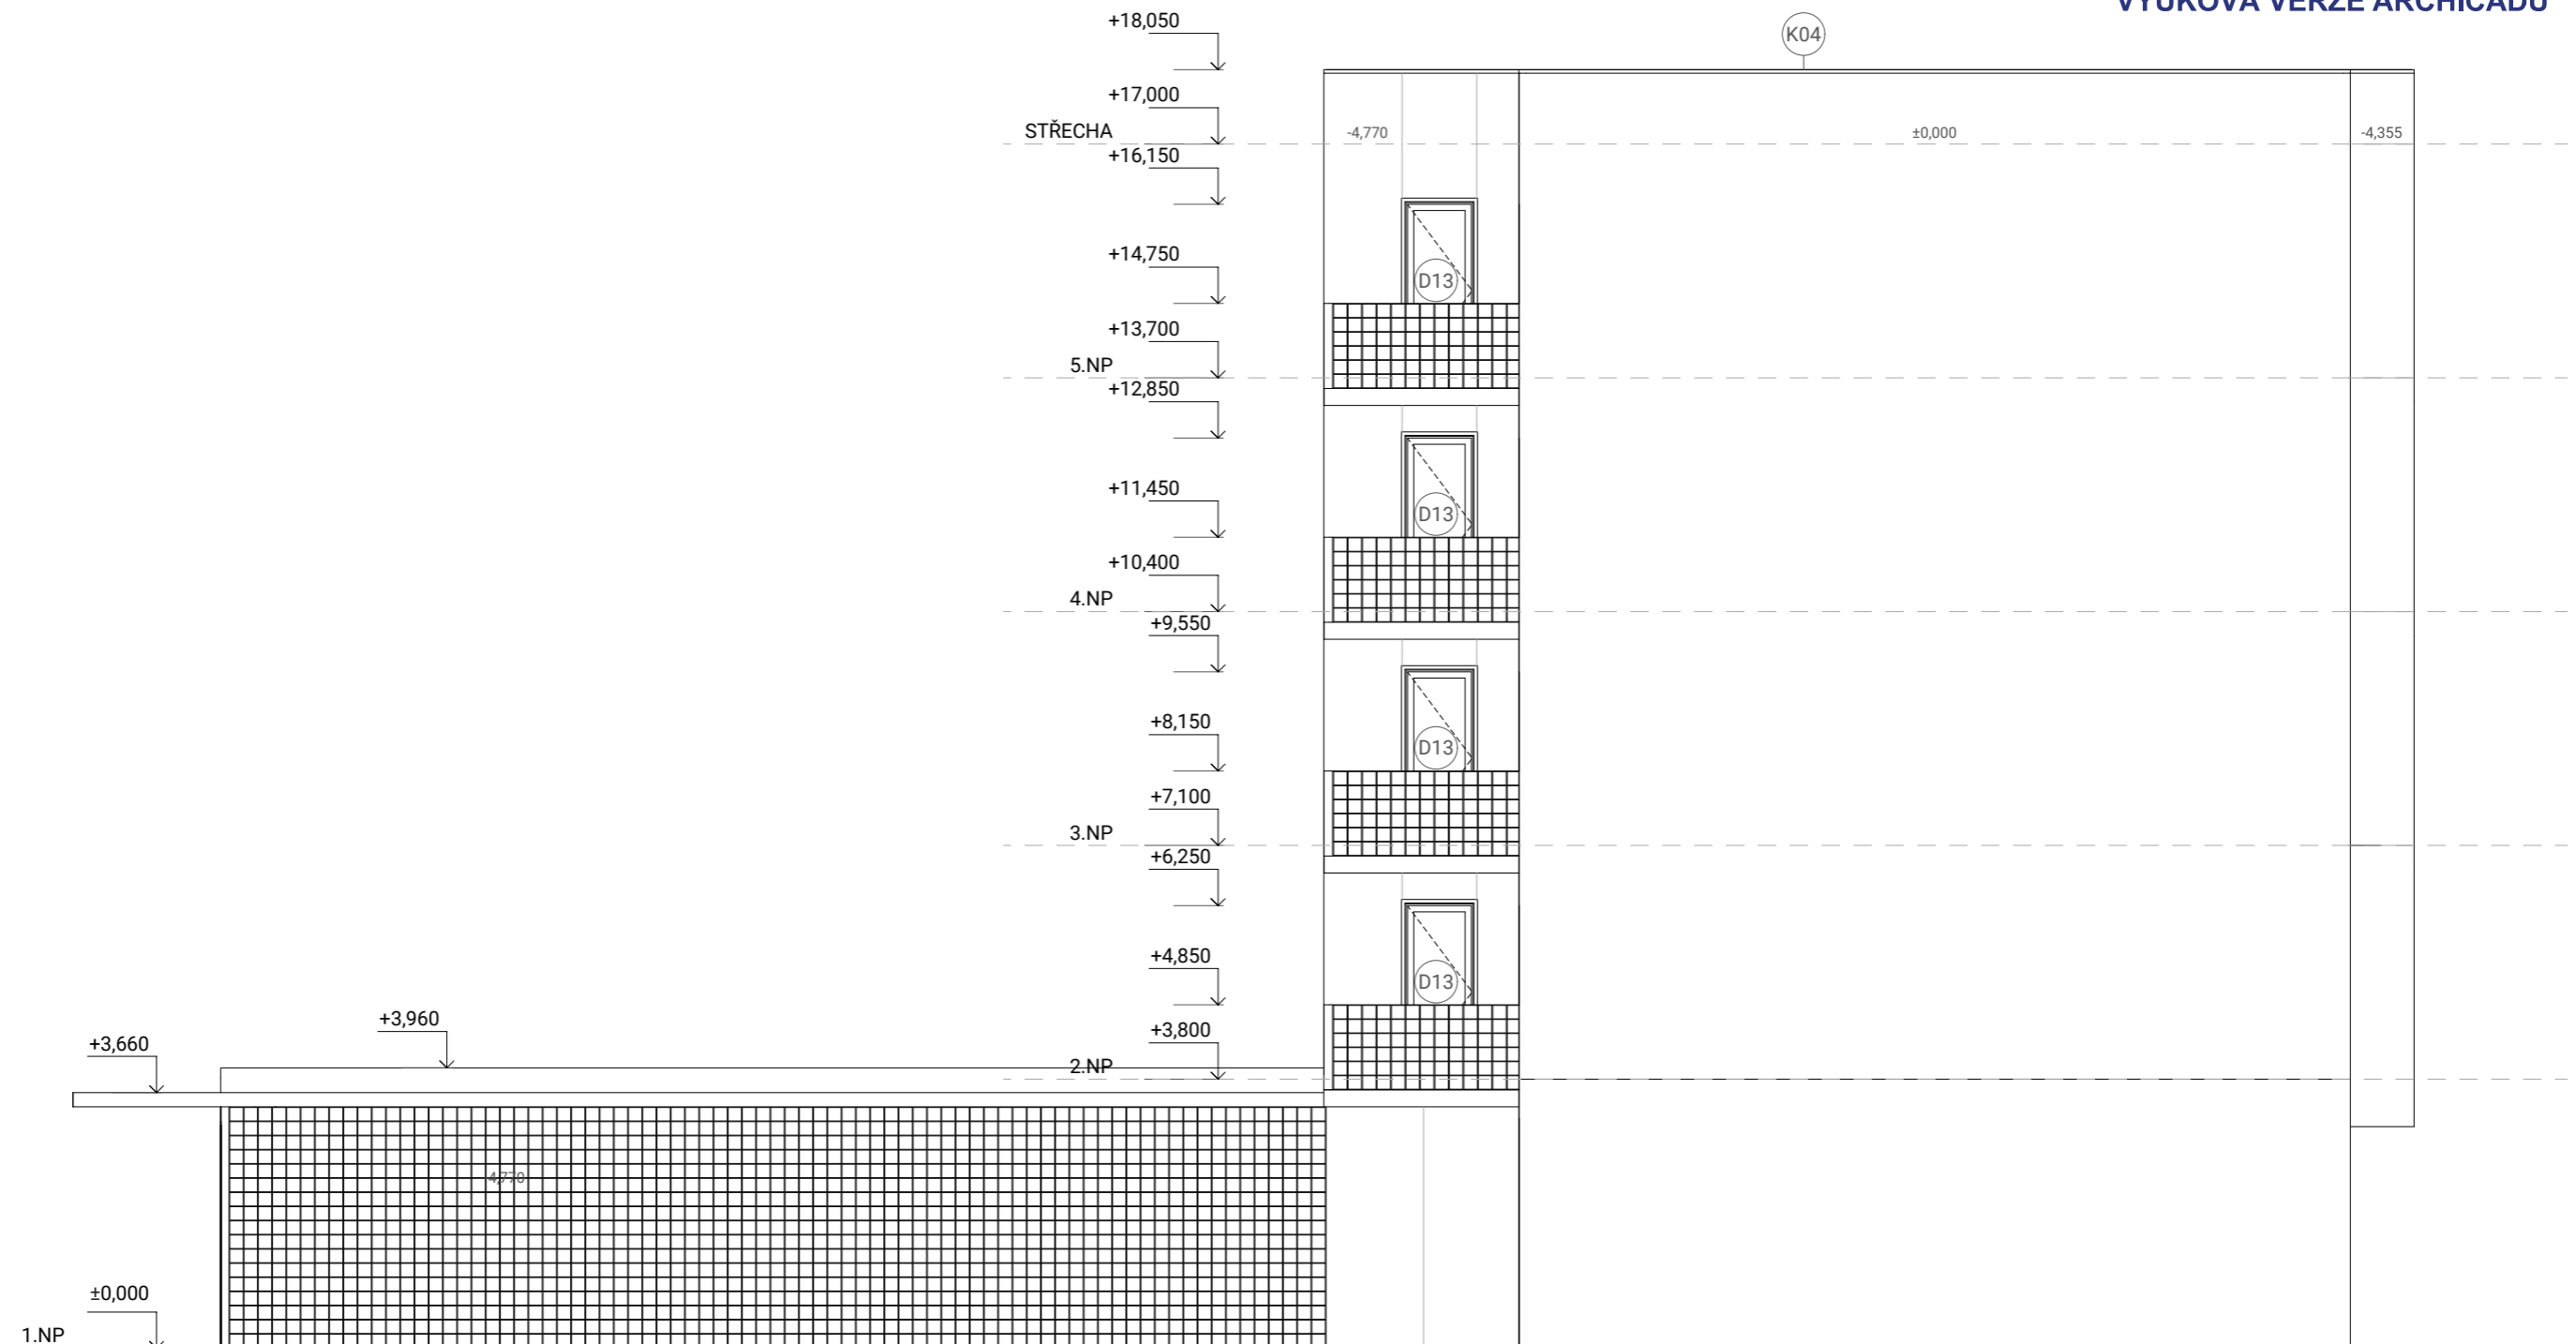 VÝUKOVÁ VERZE ARCHICADU
+18,050
K04
+17,000
STŘECHA
-4,770
±0,000
-4,355
+16,150
+14,750
D13
+13,700
5.NP
+12,850
+11,450
D13
+10,400
4.NP
+9,550
+8,150
D13
+7,100
3.NP
+6,250
+4,850
D13
+3,960
+3,800
+3,660
2.NP
-4,770
±0,000
1.NP